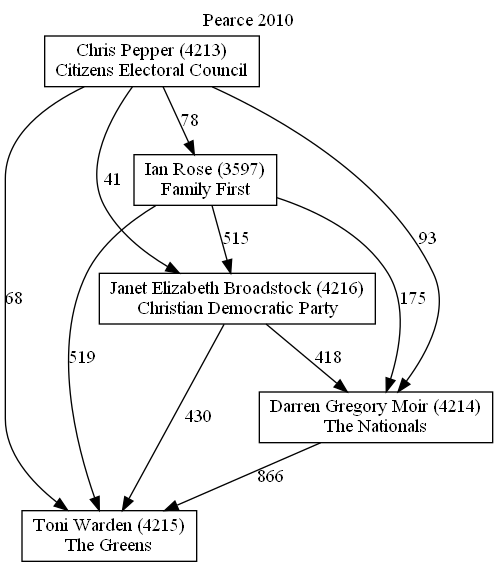 Pearce 2010
Chris Pepper (4213)
Citizens Electoral Council
78
Ian Rose (3597)
Family First
41
515
93
Janet Elizabeth Broadstock (4216)
Christian Democratic Party
68
175
519
418
Darren Gregory Moir (4214)
The Nationals
430
866
Toni Warden (4215)
The Greens